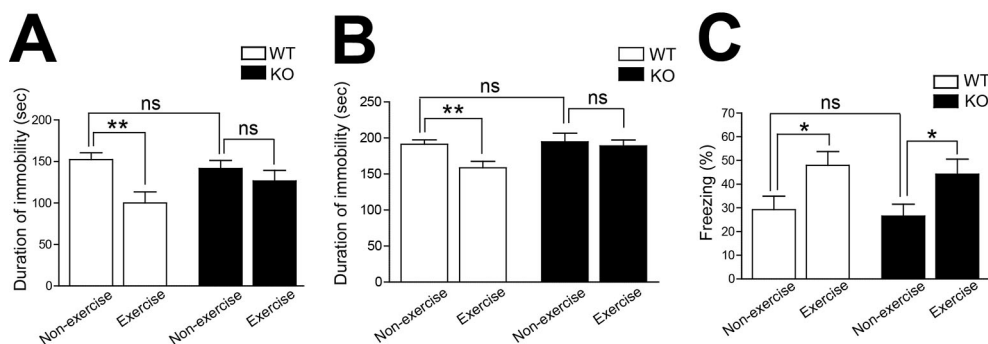 A
WT
KO
Duration of immobility (sec)
200
150
100
50
0
ns
**
ns
Non-exercise
Exercise
Non-exercise
Exercise
B
WT
KO
Duration of immobility (sec)
250
200
150
100
50
0
ns
**
ns
Non-exercise
Exercise
Non-exercise
Exercise
C
WT
KO
Freezing (%)
70
60
50
40
30
20
10
0
ns
*
*
Non-exercise
Exercise
Non-exercise
Exercise